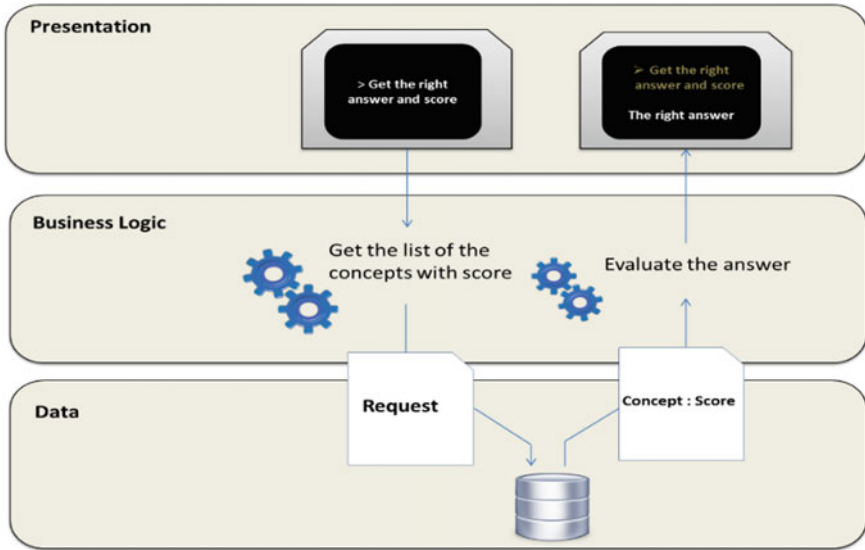 Presentation
> Get the right
answer and score
➢ Get the right
answer and score
The right answer
Business Logic
Get the list of the
concepts with score
Evaluate the answer
Data
Request
Concept : Score